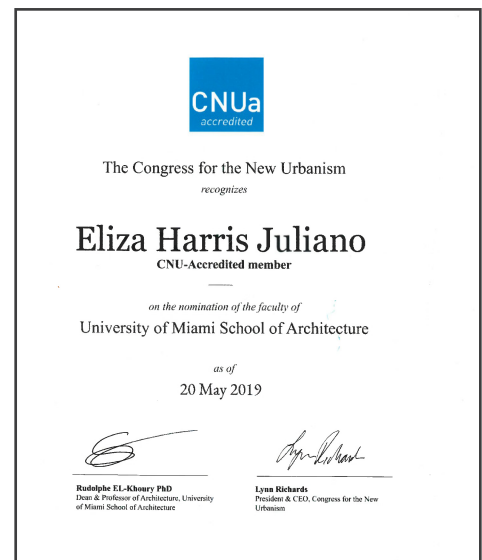 CNUa
accredited
The Congress for the New Urbanism
recognizes
Eliza Harris Juliano
CNU-Accredited member
on the nomination of the faculty of
University of Miami School of Architecture
as of
20 May 2019
Rudolphe EL-Khoury PhD
Dean & Professor of Architecture, University
of Miami School of Architecture
Lynn Richards
President & CEO, Congress for the New
Urbanism